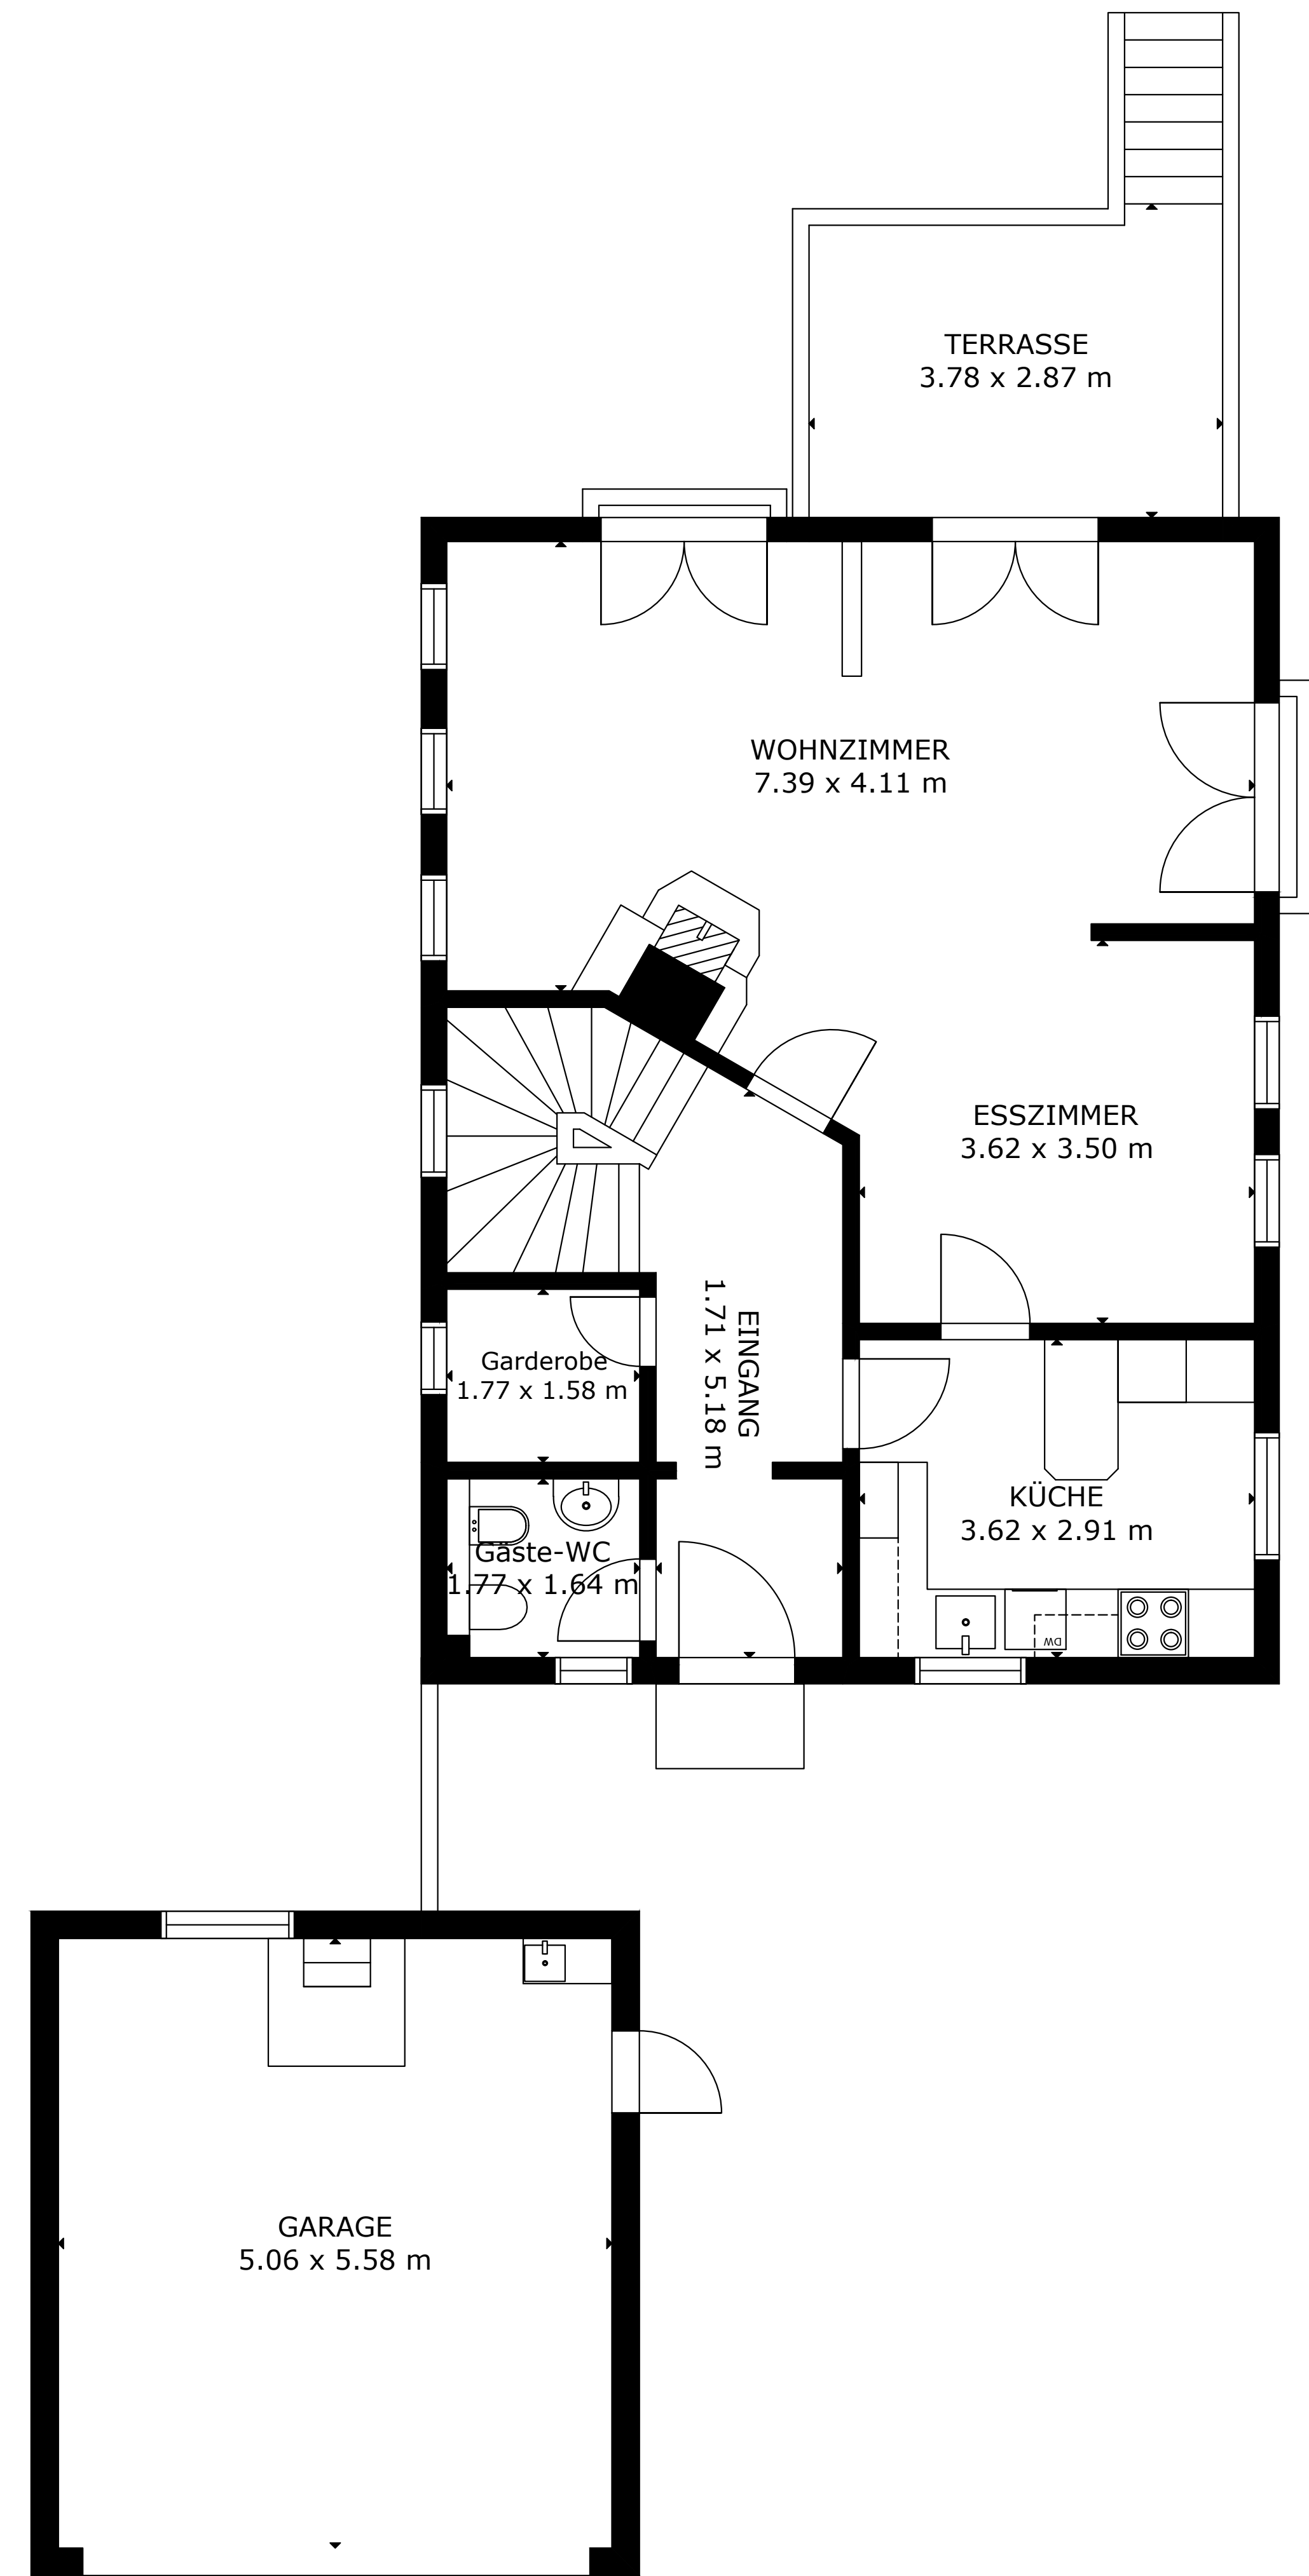 TERRASSE
3.78 x 2.87 m
WOHNZIMMER
7.39 x 4.11 m
ESSZIMMER
3.62 x 3.50 m
EINGANG
1.71 x 5.18 m
Garderobe
1.77 x 1.58 m
KÜCHE
3.62 x 2.91 m
Gäste-WC
1.77 x 1.64 m
DW
GARAGE
5.06 x 5.58 m